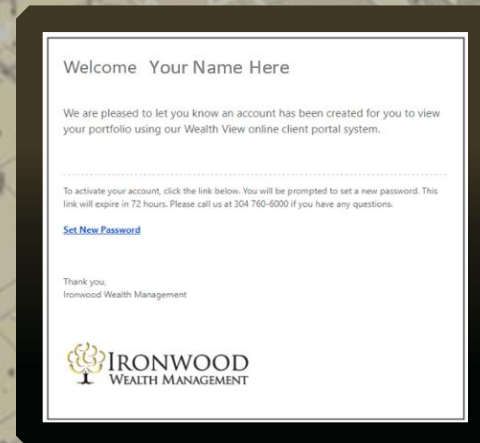 Welcome Your Name Here
We are pleased to let you know an account has been created for you to view
your portfolio using our Wealth View online client portal system.
To activate your account, click the link below. You will be prompted to set a new password. This
link will expire in 72 hours. Please call us at 304 760-6000 if you have any questions.
Set New Password
Thank you,
Ironwood Wealth Management
IRONWOOD
WEALTH MANAGEMENT